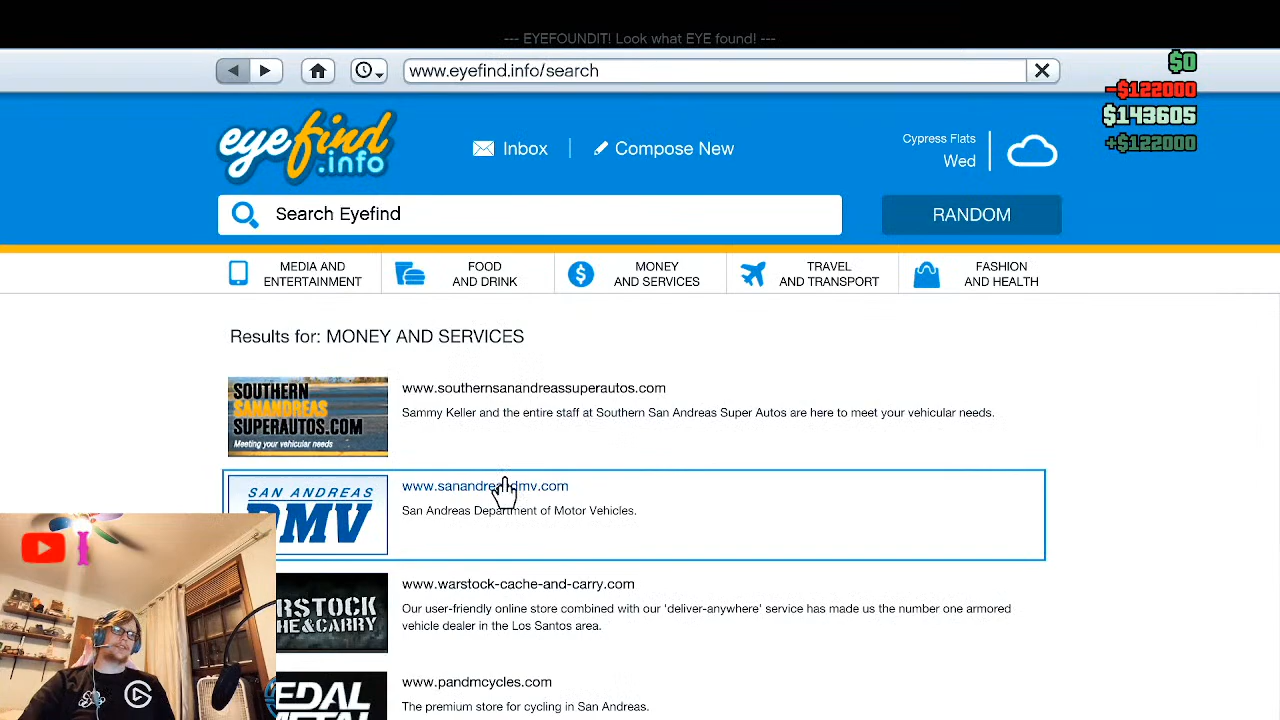 --- EYEFOUNDIT! Look what EYE found! ---
www.eyefind.info/search
$0
-$122000
$143605
+$122000
eyefind
.info
Inbox
Compose New
Cypress Flats
Wed
Search Eyefind
RANDOM
MEDIA AND
ENTERTAINMENT
FOOD
AND DRINK
MONEY
AND SERVICES
TRAVEL
AND TRANSPORT
FASHION
AND HEALTH
Results for: MONEY AND SERVICES
SOUTHERN
SANANDREAS
SUPERAUTOS.COM
Meeting your vehicular needs
www.southernsanandreassuperautos.com
Sammy Keller and the entire staff at Southern San Andreas Super Autos are here to meet your vehicular needs.
SAN ANDREAS
DMV
www.sanandreasdmv.com
San Andreas Department of Motor Vehicles.
RSTOCK
HE&CARRY
www.warstock-cache-and-carry.com
Our user-friendly online store combined with our 'deliver-anywhere' service has made us the number one armored
vehicle dealer in the Los Santos area.
EDAL
METAL
www.pandmcycles.com
The premium store for cycling in San Andreas.